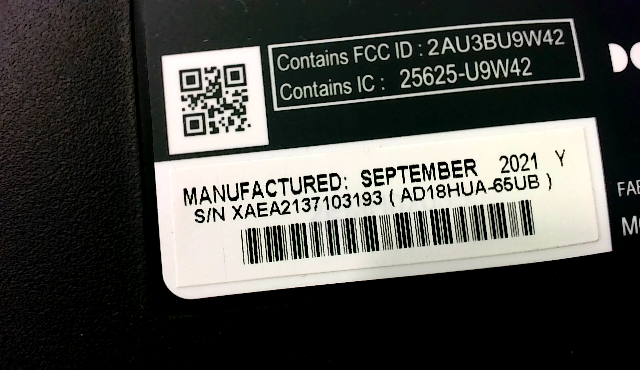 Contains FCC ID : 2AU3BU9W42
Contains IC : 25625-U9W42
MANUFACTURED: SEPTEMBER 2021 Y
S/N XAEA2137103193 ( AD18HUA-65UB )